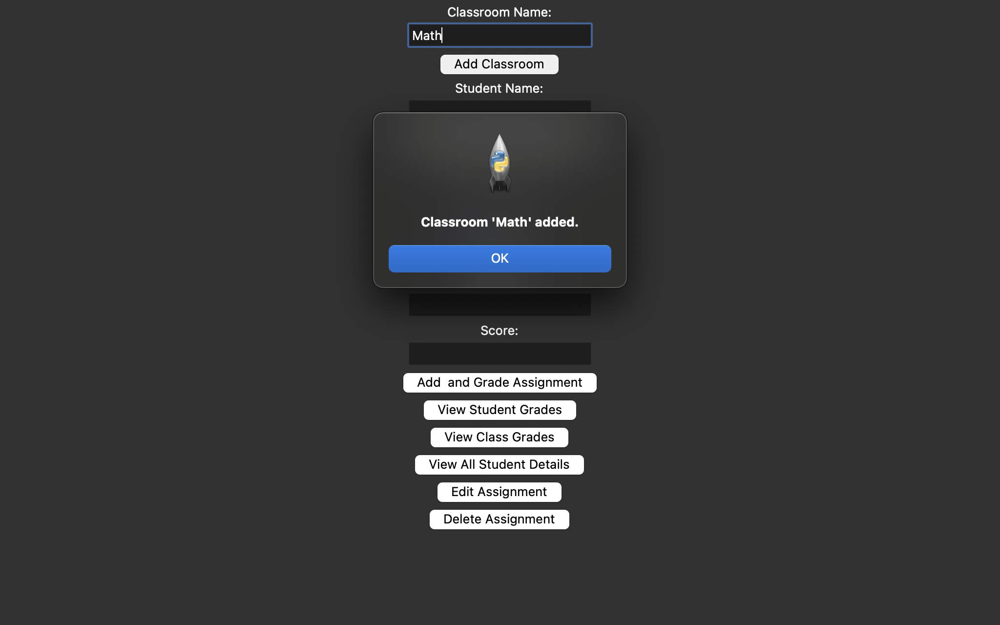 Classroom Name:
Math
Add Classroom
Student Name:
Classroom 'Math' added.
OK
Score:
Add  and Grade Assignment
View Student Grades
View Class Grades
View All Student Details
Edit Assignment
Delete Assignment